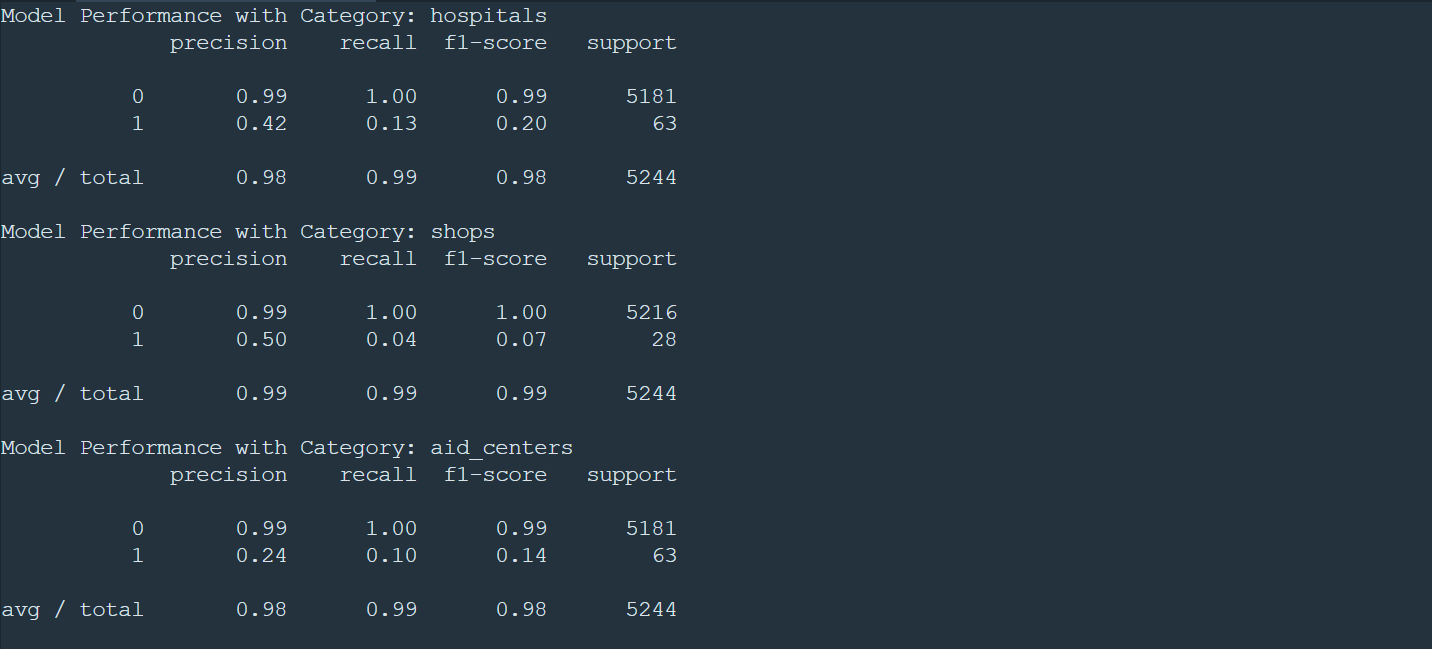 Model Performance with Category: hospitals
precision recall f1-score support
0 0.99 1.00 0.99 5181
1 0.42 0.13 0.20 63
avg / total 0.98 0.99 0.98 5244
Model Performance with Category: shops
precision recall f1-score support
0 0.99 1.00 1.00 5216
1 0.50 0.04 0.07 28
avg / total 0.99 0.99 0.99 5244
Model Performance with Category: aid_centers
precision recall f1-score support
0 0.99 1.00 0.99 5181
1 0.24 0.10 0.14 63
avg / total 0.98 0.99 0.98 5244